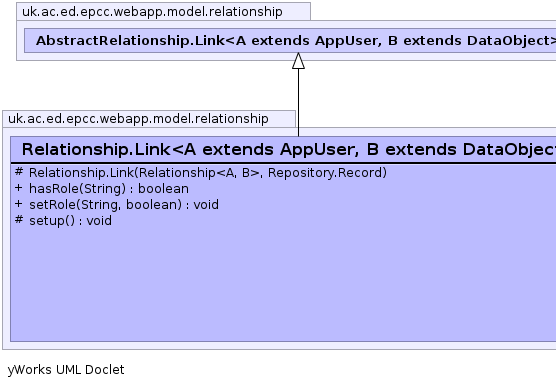 uk.ac.ed.epcc.webapp.model.relationship
AbstractRelationship.Link<A extends AppUser, B extends DataObject>
uk.ac.ed.epcc.webapp.model.relationship
Relationship.Link<A extends AppUser, B extends DataObjec
# Relationship.Link(Relationship<A, B>, Repository.Record)
+ hasRole(String) : boolean
+ setRole(String, boolean) : void
# setup() : void
yWorks UML Doclet